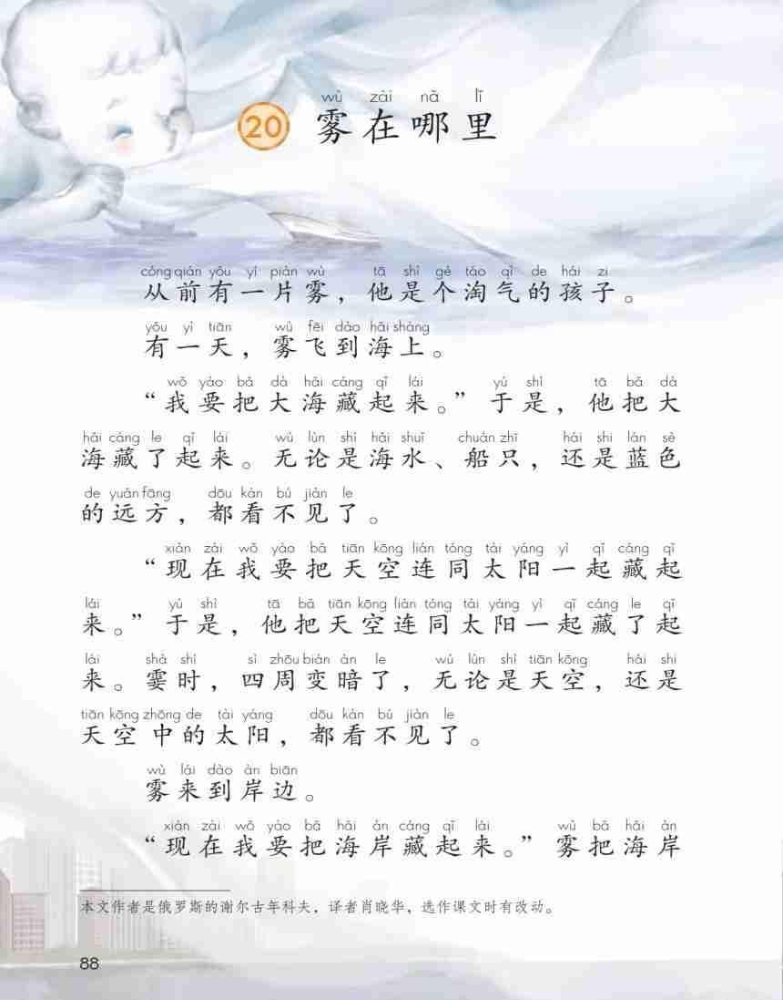 wù zài nǎ lǐ
20 雾在哪里
cóng qián yǒu yí piàn wù tā shì gè táo qì de hái zi
从前有一片雾，他是个淘气的孩子。
yǒu yì tiān wù fēi dào hǎi shàng
有一天，雾飞到海上。
wǒ yào bǎ dà hǎi cáng qǐ lái yú shì tā bǎ dà
“我要把大海藏起来。”于是，他把大
hǎi cáng le qǐ lái wú lùn shì hǎi shuǐ chuán zhī hái shi lán sè
海藏了起来。无论是海水、船只，还是蓝色
de yuǎn fāng dōu kàn bú jiàn le
的远方，都看不见了。
xiàn zài wǒ yào bǎ tiān kōng lián tóng tài yáng yì qǐ cáng qǐ
“现在我要把天空连同太阳一起藏起
lái yú shì tā bǎ tiān kōng lián tóng tài yáng yì qǐ cáng le qǐ
来。”于是，他把天空连同太阳一起藏了起
lái shà shí sì zhōu biàn àn le wú lùn shì tiān kōng hái shi
来。霎时，四周变暗了，无论是天空，还是
tiān kōng zhōng de tài yáng dōu kàn bú jiàn le
天空中的太阳，都看不见了。
wù lái dào àn biān
雾来到岸边。
xiàn zài wǒ yào bǎ hǎi àn cáng qǐ lái wù bǎ hǎi àn
“现在我要把海岸藏起来。”雾把海岸
本文作者是俄罗斯的谢尔古年科夫，译者肖晓华，选作课文时有改动。
88